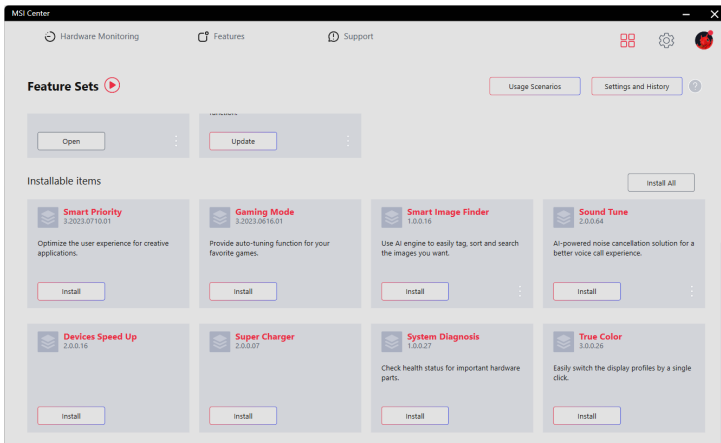 MSI Center
Hardware Monitoring
Features
Support
Feature Sets
Usage Scenarios
Settings and History
?
function
Open
Update
Installable items
Install All
Smart Priority
3.2023.0710.01
Optimize the user experience for creative
applications.
Install
Gaming Mode
3.2023.0616.01
Provide auto-tuning function for your
favorite games.
Install
Smart Image Finder
1.0.0.16
Use AI engine to easily tag, sort and search
the images you want.
Install
Sound Tune
2.0.0.64
AI-powered noise cancellation solution for a
better voice call experience.
Install
Devices Speed Up
2.0.0.16
Install
Super Charger
2.0.0.07
Install
System Diagnosis
1.0.0.27
Check health status for important hardware
parts.
Install
True Color
3.0.0.26
Easily switch the display profiles by a single
click.
Install